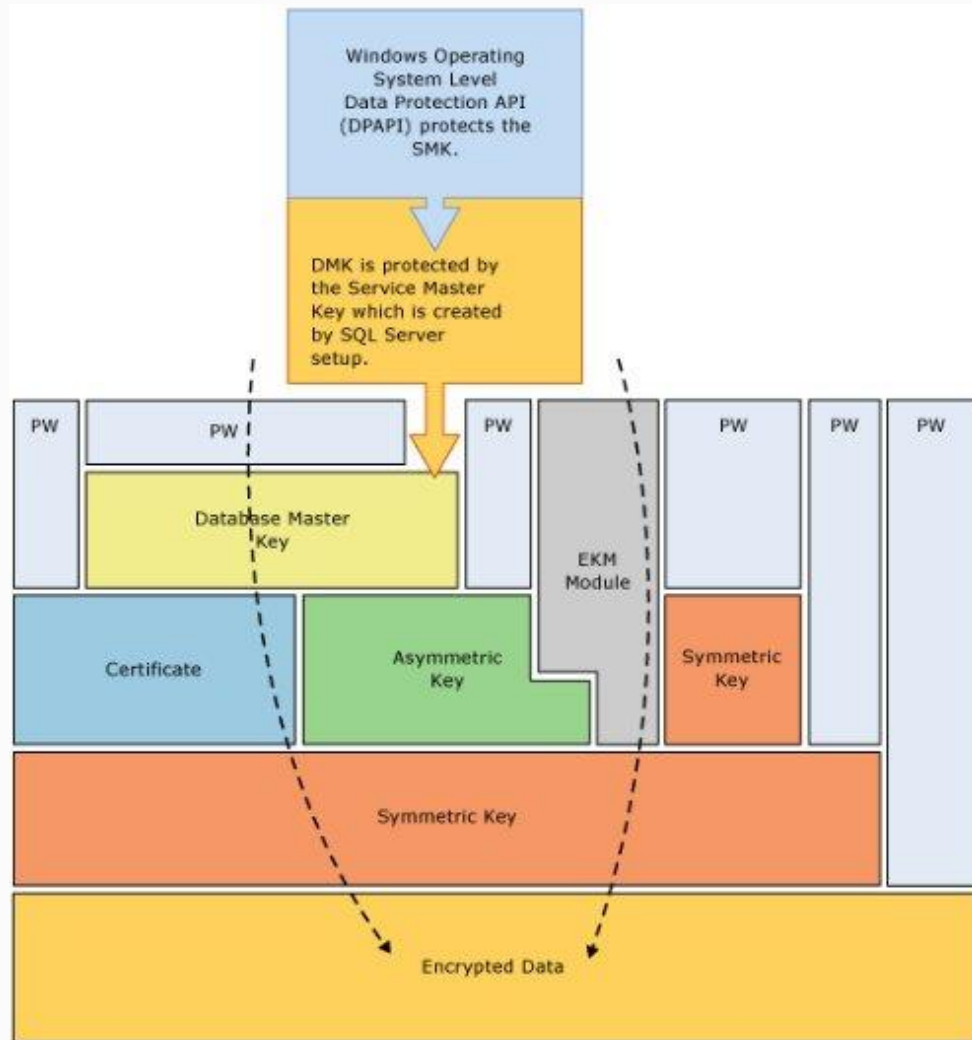 Windows Operating
System Level
Data Protection API
(DPAPI) protects the
SMK.
DMK is protected by
the Service Master
Key which is created
by SQL Server
setup.
PW
PW
PW
PW
PW
PW
Database Master
Key
EKM
Module
Certificate
Asymmetric
Key
Symmetric
Key
Symmetric Key
Encrypted Data